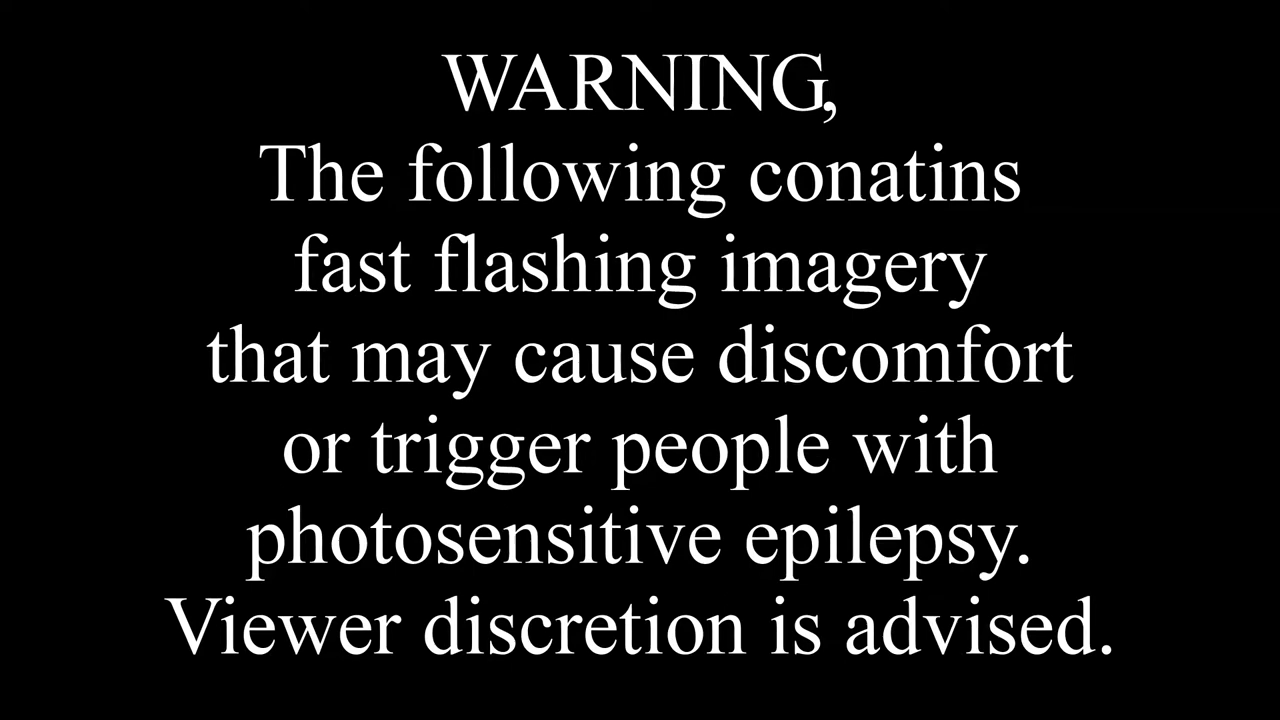 WARNING,
The following conatins
fast flashing imagery
that may cause discomfort
or trigger people with
photosensitive epilepsy.
Viewer discretion is advised.